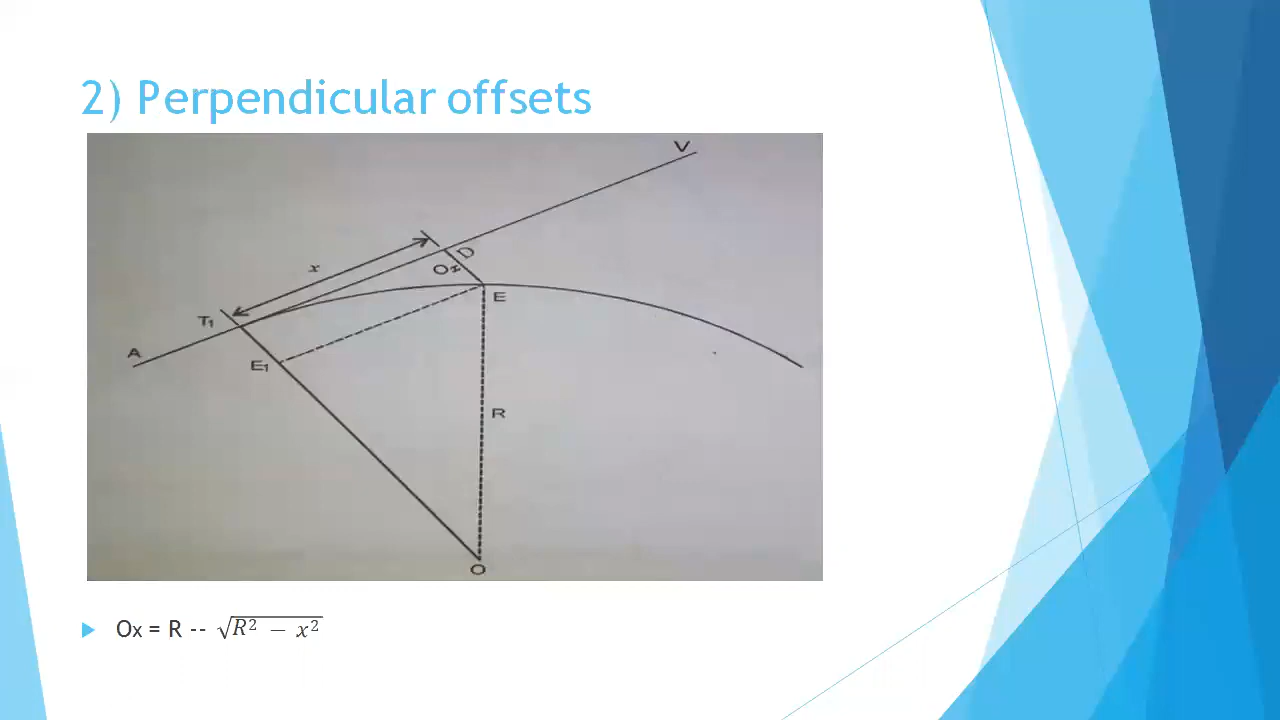 2) Perpendicular offsets
V
D
x
Ox
T1
E
A
E1
R
O
Ox = R -- √R² − x²